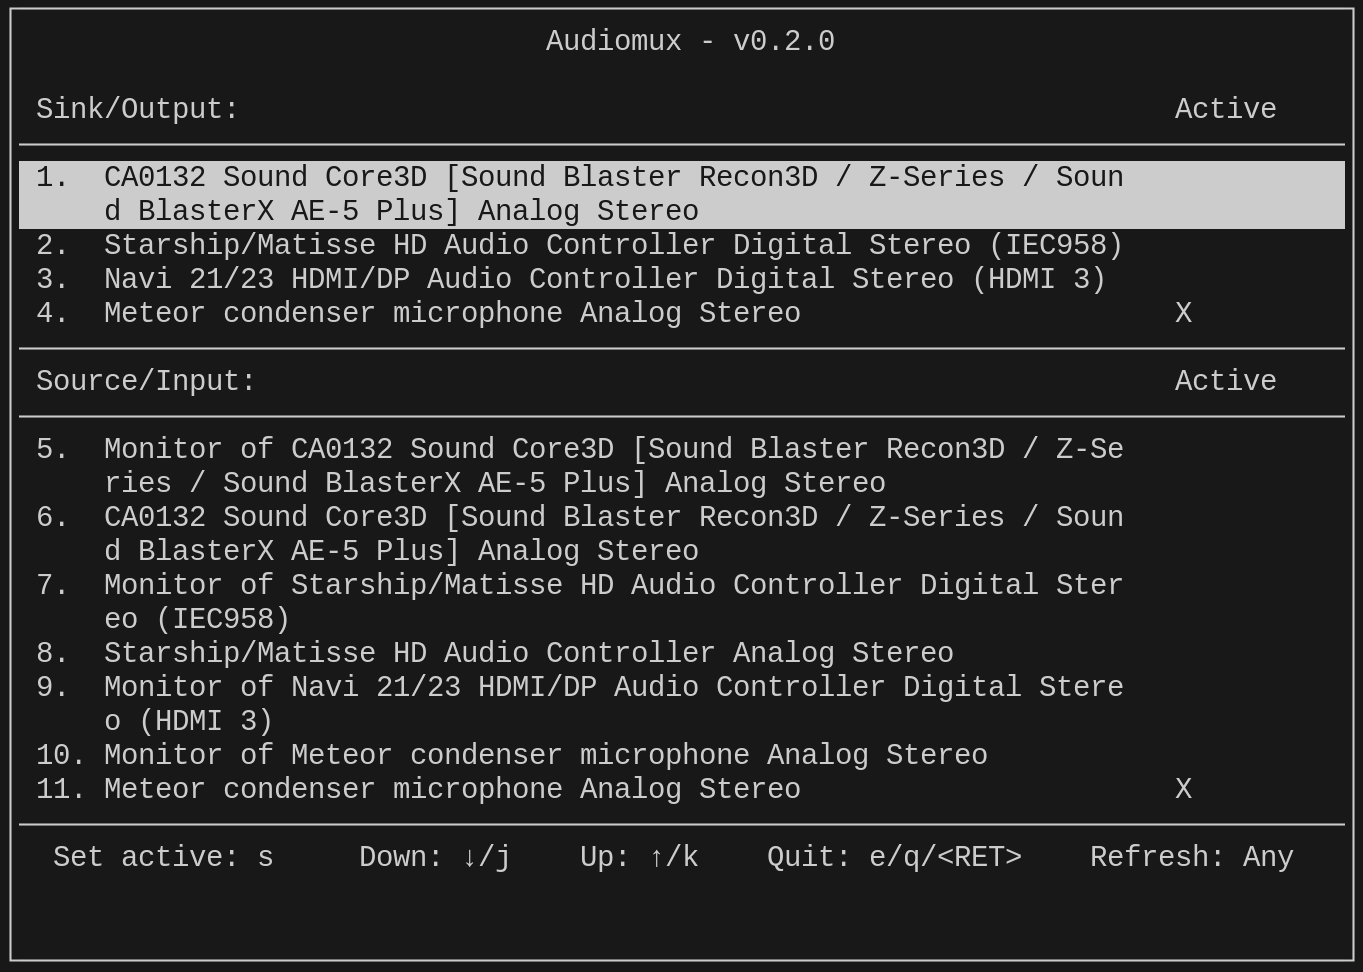 Audiomux - v0.2.0
Sink/Output: Active
1. CA0132 Sound Core3D [Sound Blaster Recon3D / Z-Series / Soun
d BlasterX AE-5 Plus] Analog Stereo
2. Starship/Matisse HD Audio Controller Digital Stereo (IEC958)
3. Navi 21/23 HDMI/DP Audio Controller Digital Stereo (HDMI 3)
4. Meteor condenser microphone Analog Stereo X
Source/Input: Active
5. Monitor of CA0132 Sound Core3D [Sound Blaster Recon3D / Z-Se
ries / Sound BlasterX AE-5 Plus] Analog Stereo
6. CA0132 Sound Core3D [Sound Blaster Recon3D / Z-Series / Soun
d BlasterX AE-5 Plus] Analog Stereo
7. Monitor of Starship/Matisse HD Audio Controller Digital Ster
eo (IEC958)
8. Starship/Matisse HD Audio Controller Analog Stereo
9. Monitor of Navi 21/23 HDMI/DP Audio Controller Digital Stere
o (HDMI 3)
10. Monitor of Meteor condenser microphone Analog Stereo
11. Meteor condenser microphone Analog Stereo X
Set active: s Down: ↓/j Up: ↑/k Quit: e/q/<RET> Refresh: Any